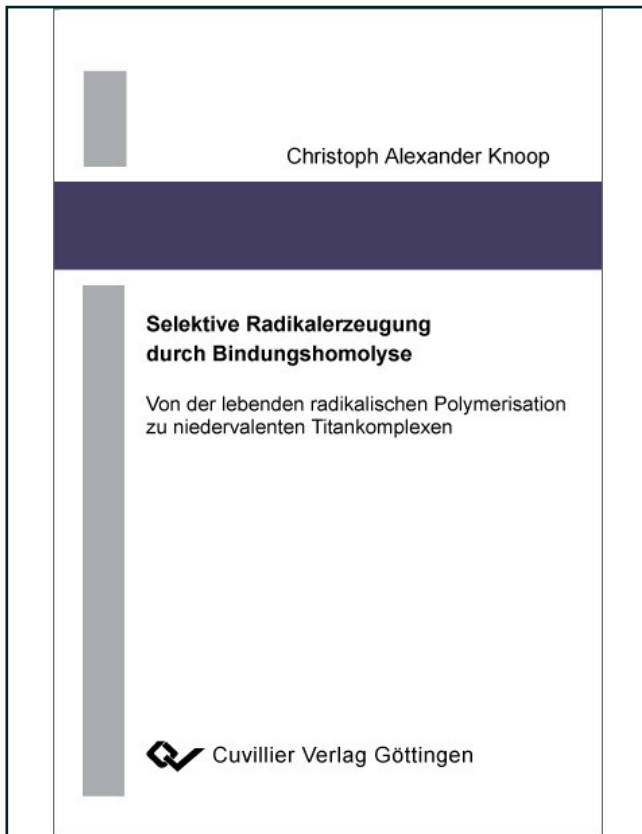 Christoph Alexander Knoop
Selektive Radikalerzeugung
durch Bindungshomolyse
Von der lebenden radikalischen Polymerisation
zu niedervalenten Titankomplexen
Cuvillier Verlag Göttingen